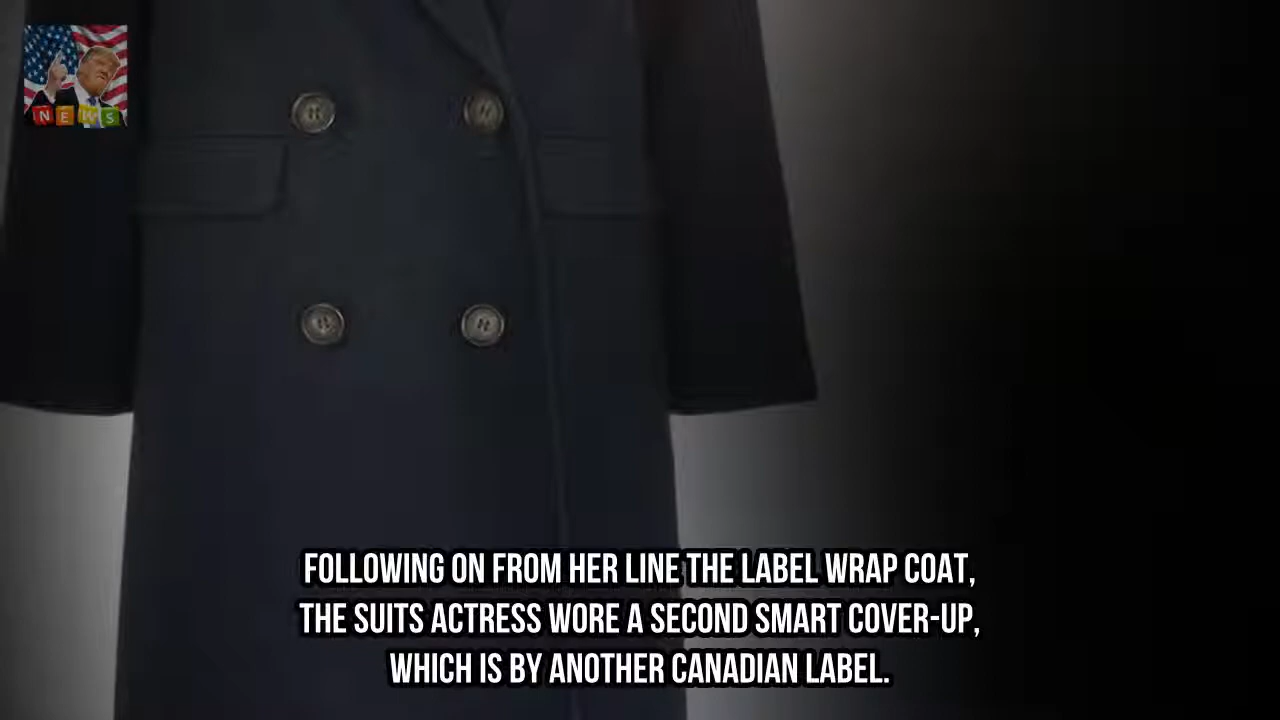 NEWS
FOLLOWING ON FROM HER LINE THE LABEL WRAP COAT,
THE SUITS ACTRESS WORE A SECOND SMART COVER-UP,
WHICH IS BY ANOTHER CANADIAN LABEL.